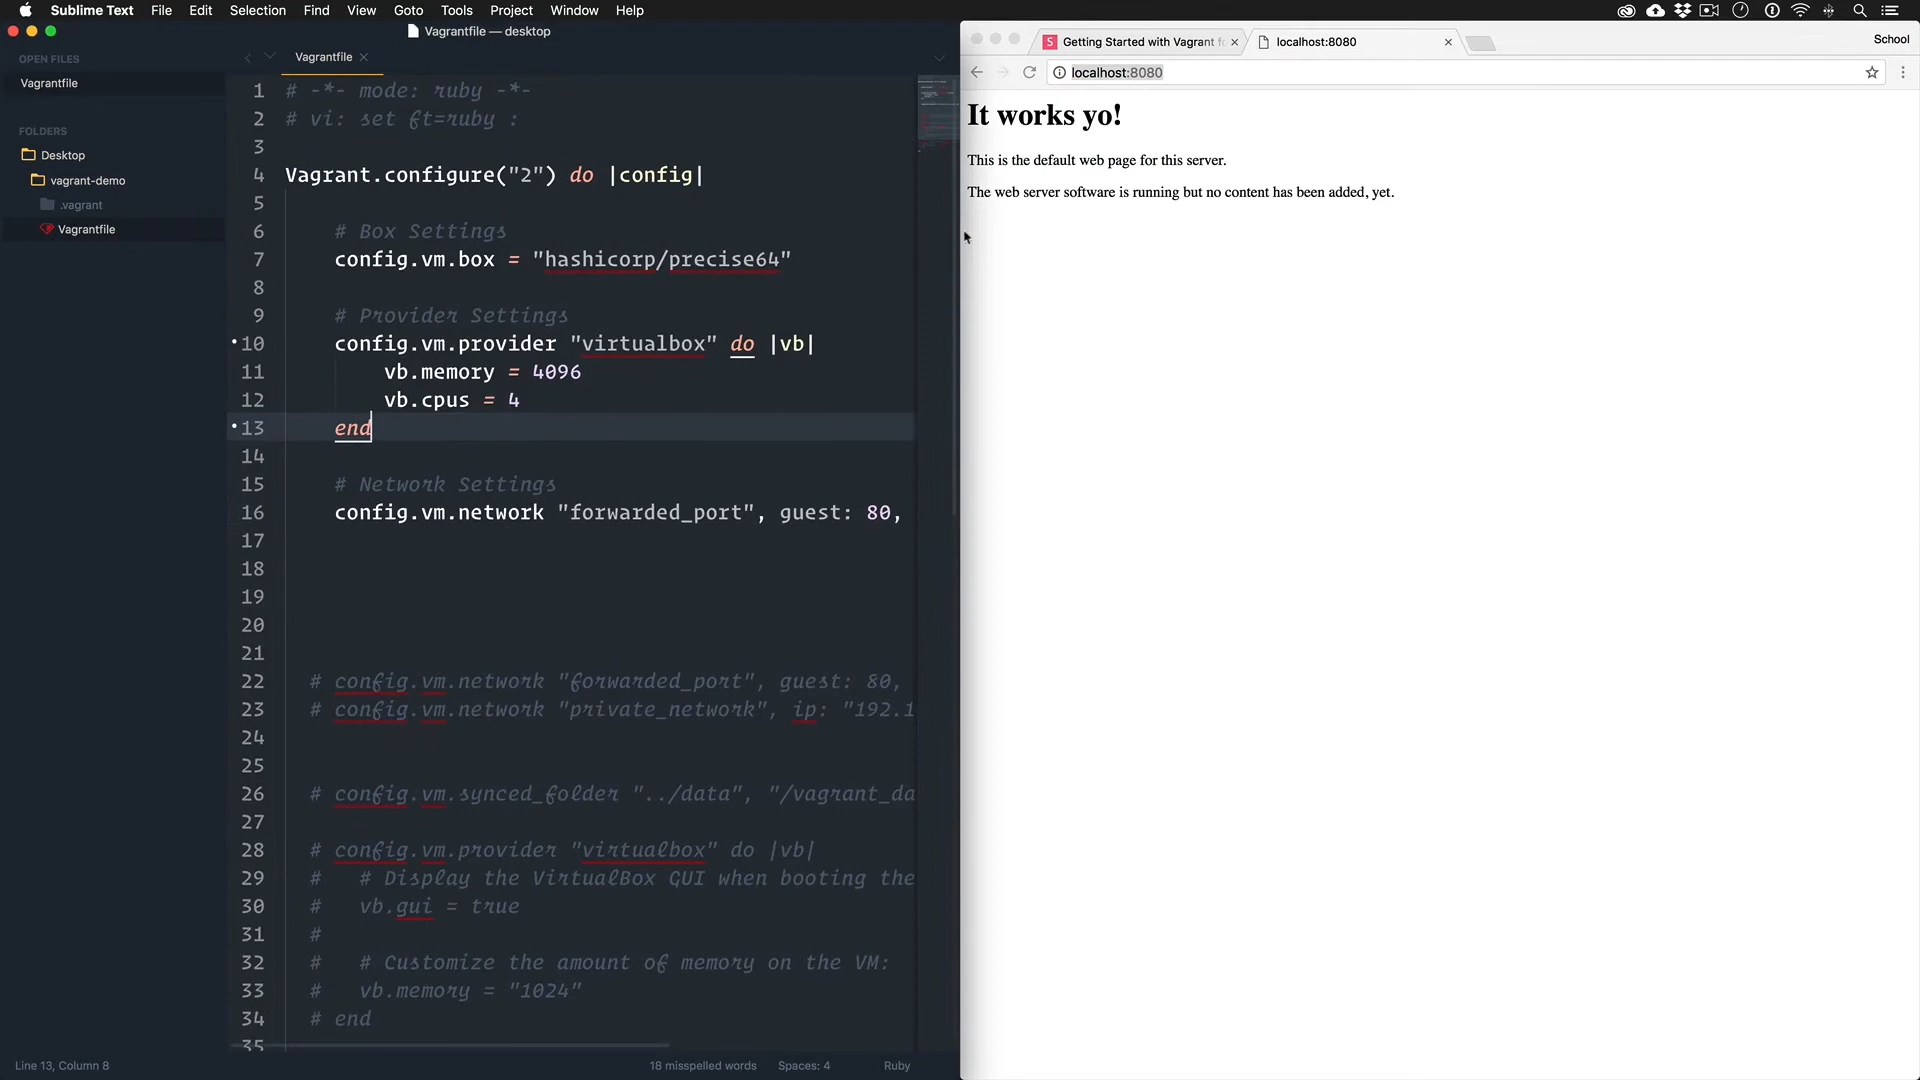 Sublime Text File Edit Selection Find View Goto Tools Project Window Help
Vagrantfile — desktop
OPEN FILES
Vagrantfile
FOLDERS
Desktop
vagrant-demo
.vagrant
Vagrantfile
Vagrantfile
1 # -*- mode: ruby -*-
2 # vi: set ft=ruby :
3
4 Vagrant.configure("2") do |config|
5
6 # Box Settings
7 config.vm.box = "hashicorp/precise64"
8
9 # Provider Settings
10 config.vm.provider "virtualbox" do |vb|
11 vb.memory = 4096
12 vb.cpus = 4
13 end
14
15 # Network Settings
16 config.vm.network "forwarded_port", guest: 80,
17
18
19
20
21
22 # config.vm.network "forwarded_port", guest: 80,
23 # config.vm.network "private_network", ip: "192.1
24
25
26 # config.vm.synced_folder "../data", "/vagrant_da
27
28 # config.vm.provider "virtualbox" do |vb|
29 # # Display the VirtualBox GUI when booting the
30 # vb.gui = true
31 #
32 # # Customize the amount of memory on the VM:
33 # vb.memory = "1024"
34 # end
35
Line 13, Column 8 18 misspelled words Spaces: 4 Ruby
S Getting Started with Vagrant fo
localhost:8080
School
localhost:8080
It works yo!
This is the default web page for this server.
The web server software is running but no content has been added, yet.